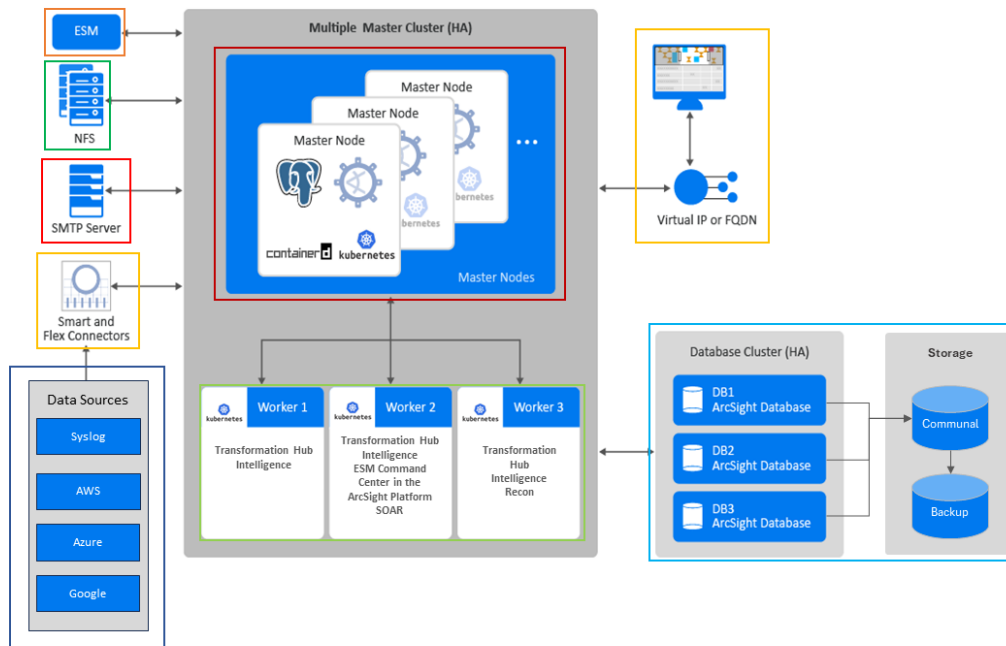 ESM
NFS
SMTP Server
Smart and
Flex Connectors
Data Sources
Syslog
AWS
Azure
Google
Multiple Master Cluster (HA)
Master Node
kubernetes
Master Node
kubernetes
Master Node
containerd
kubernetes
...
Master Nodes
kubernetes
Worker 1
Transformation Hub
Intelligence
kubernetes
Worker 2
Transformation Hub
Intelligence
ESM Command
Center in the
ArcSight Platform
SOAR
kubernetes
Worker 3
Transformation
Hub
Intelligence
Recon
Virtual IP or FQDN
Database Cluster (HA)
DB1
ArcSight Database
DB2
ArcSight Database
DB3
ArcSight Database
Storage
Communal
Backup